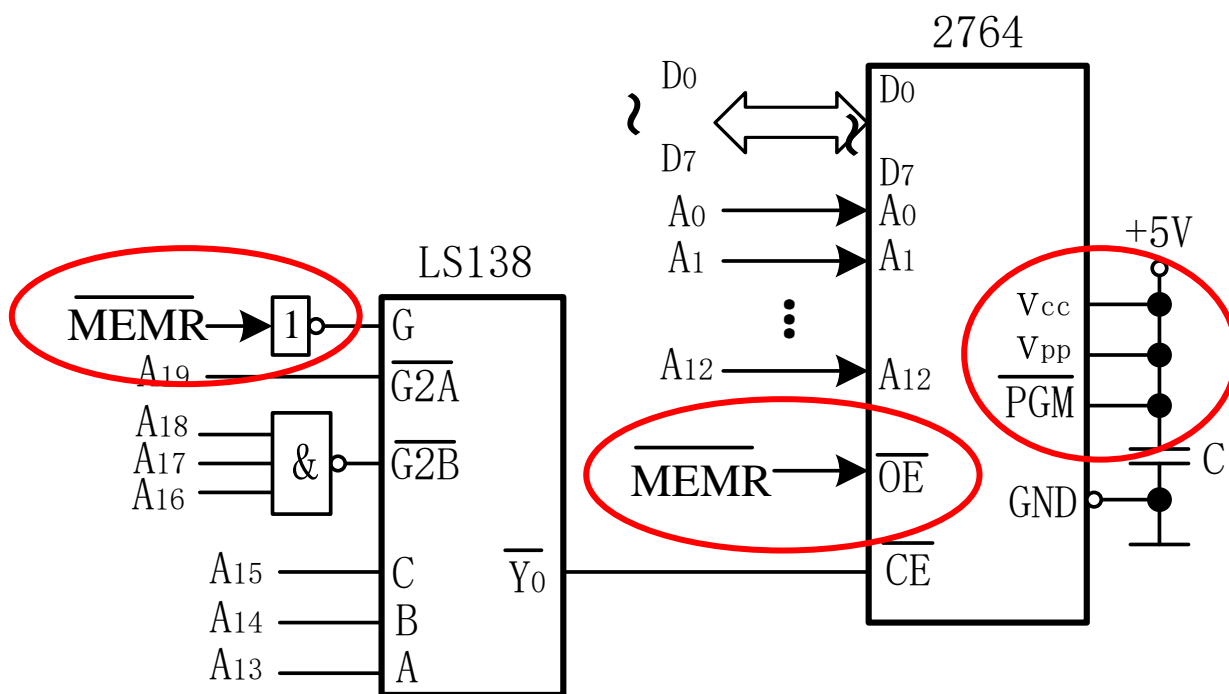 2764
D0
D0
~
~
D7
D7
A0
A0
A1
A1
+5V
LS138
Vcc
MEMR
1
G
Vpp
A19
G2A
A12
A12
PGM
A18
A17
&
G2B
MEMR
OE
C
A16
GND
A15
C
Y0
CE
A14
B
A13
A